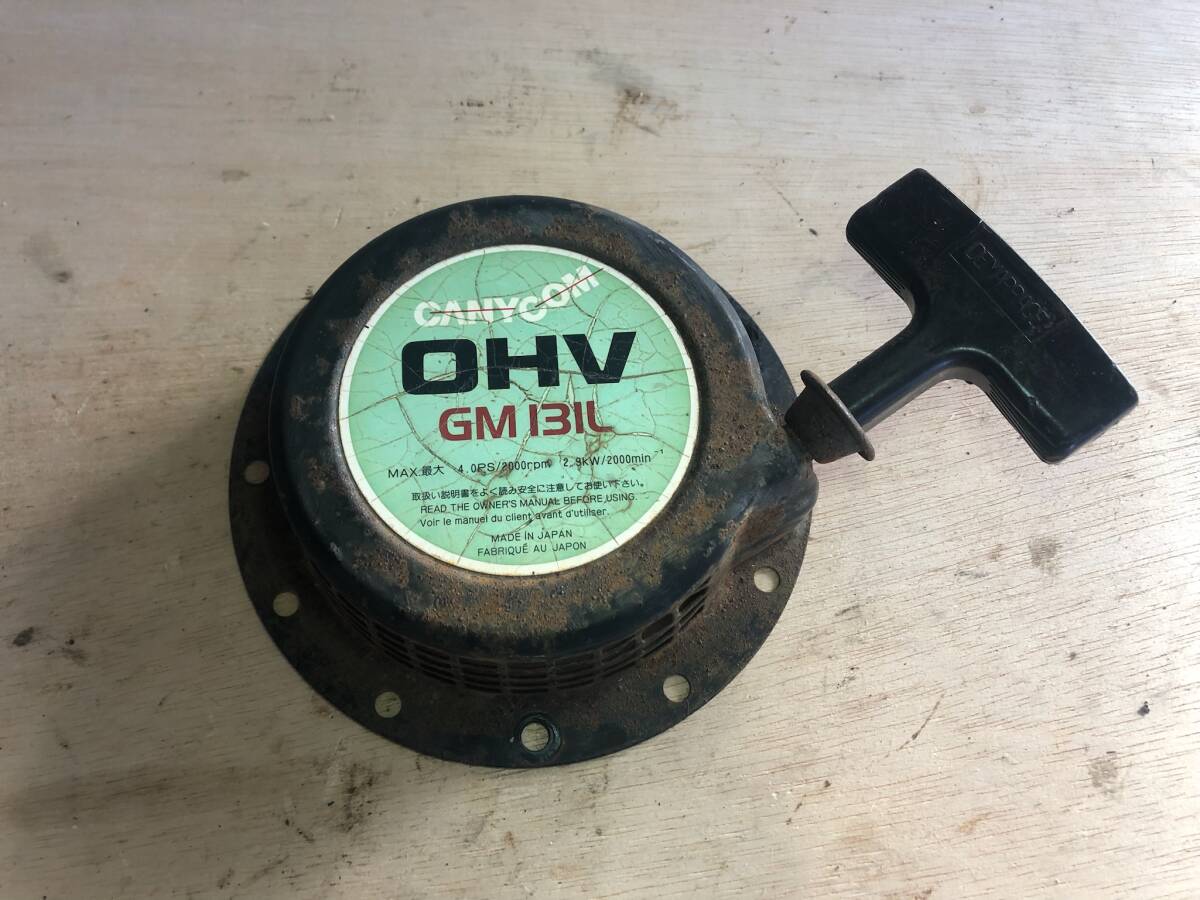 CANYCOM
OHV
GM131L
MAX.最大 4.0PS/2000rpm 2.9KW/2000min⁻¹
取扱い説明書をよく読み安全に注意してお使い下さい。
READ THE OWNER'S MANUAL BEFORE USING.
Voir le manuel du client avant d'utiliser.
MADE IN JAPAN
FABRIQUÉ AU JAPON